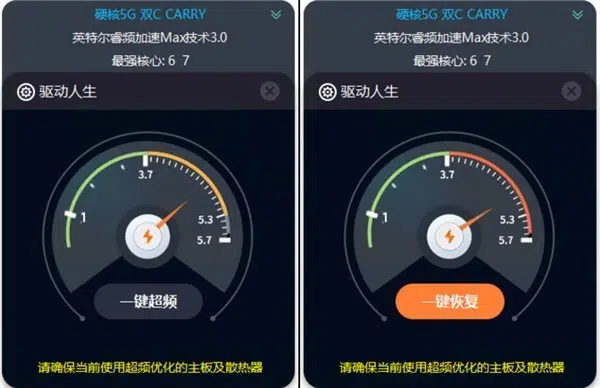 硬核5G 双C CARRY
英特尔睿频加速Max技术3.0
最强核心: 6 7
驱动人生
3.7
1
5.3
5.7
一键超频
请确保当前使用超频优化的主板及散热器
硬核5G 双C CARRY
英特尔睿频加速Max技术3.0
最强核心: 6 7
驱动人生
3.7
1
5.3
5.7
一键恢复
请确保当前使用超频优化的主板及散热器